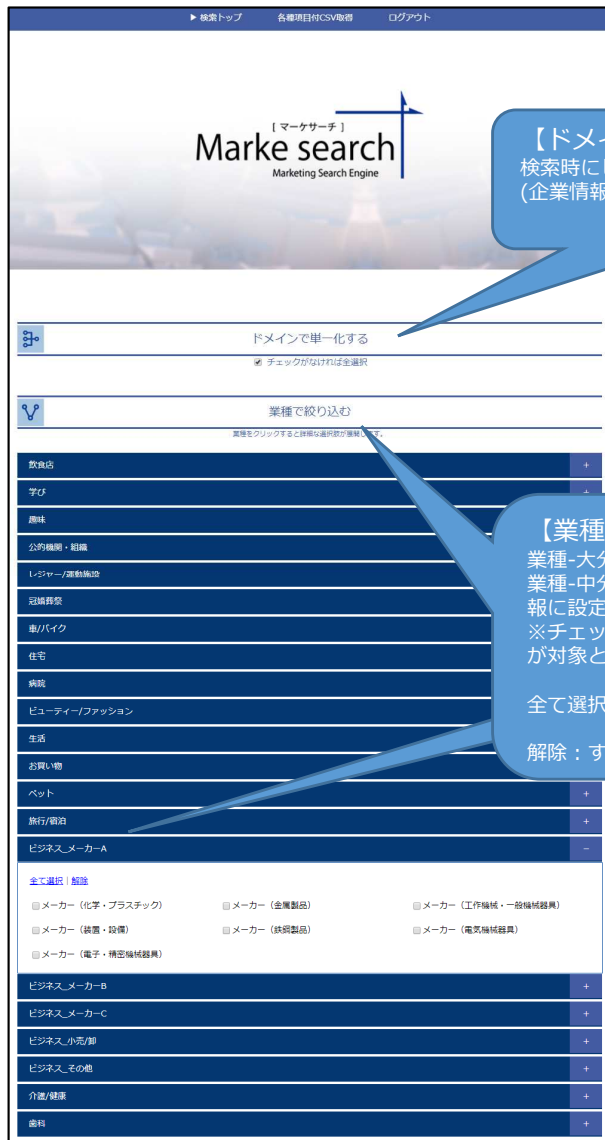 ▶ 検索トップ 各種項目付CSV取得 ログアウト
[ マーケサーチ ]
Marke search
Marketing Search Engine
【ドメイ
検索時に
(企業情報
ドメインで単一化する
チェックがなければ全選択
業種で絞り込む
業種をクリックすると詳細な選択肢が展開します。
飲食店 +
学び +
趣味
公的機関・組織
レジャー/運動施設
冠婚葬祭
車/バイク
住宅
病院
ビューティー/ファッション
生活
お買い物
【業種
業種-大分
業種-中分
報に設定
※チェッ
が対象と
全て選択
解除：す
ペット +
旅行/宿泊 +
ビジネス_メーカーA −
全て選択 | 解除
メーカー（化学・プラスチック） メーカー（金属製品） メーカー（工作機械・一般機械器具）
メーカー（装置・設備） メーカー（鉄鋼製品） メーカー（電気機械器具）
メーカー（電子・精密機械器具）
ビジネス_メーカーB +
ビジネス_メーカーC +
ビジネス_小売/卸 +
ビジネス_その他 +
介護/健康 +
歯科 +